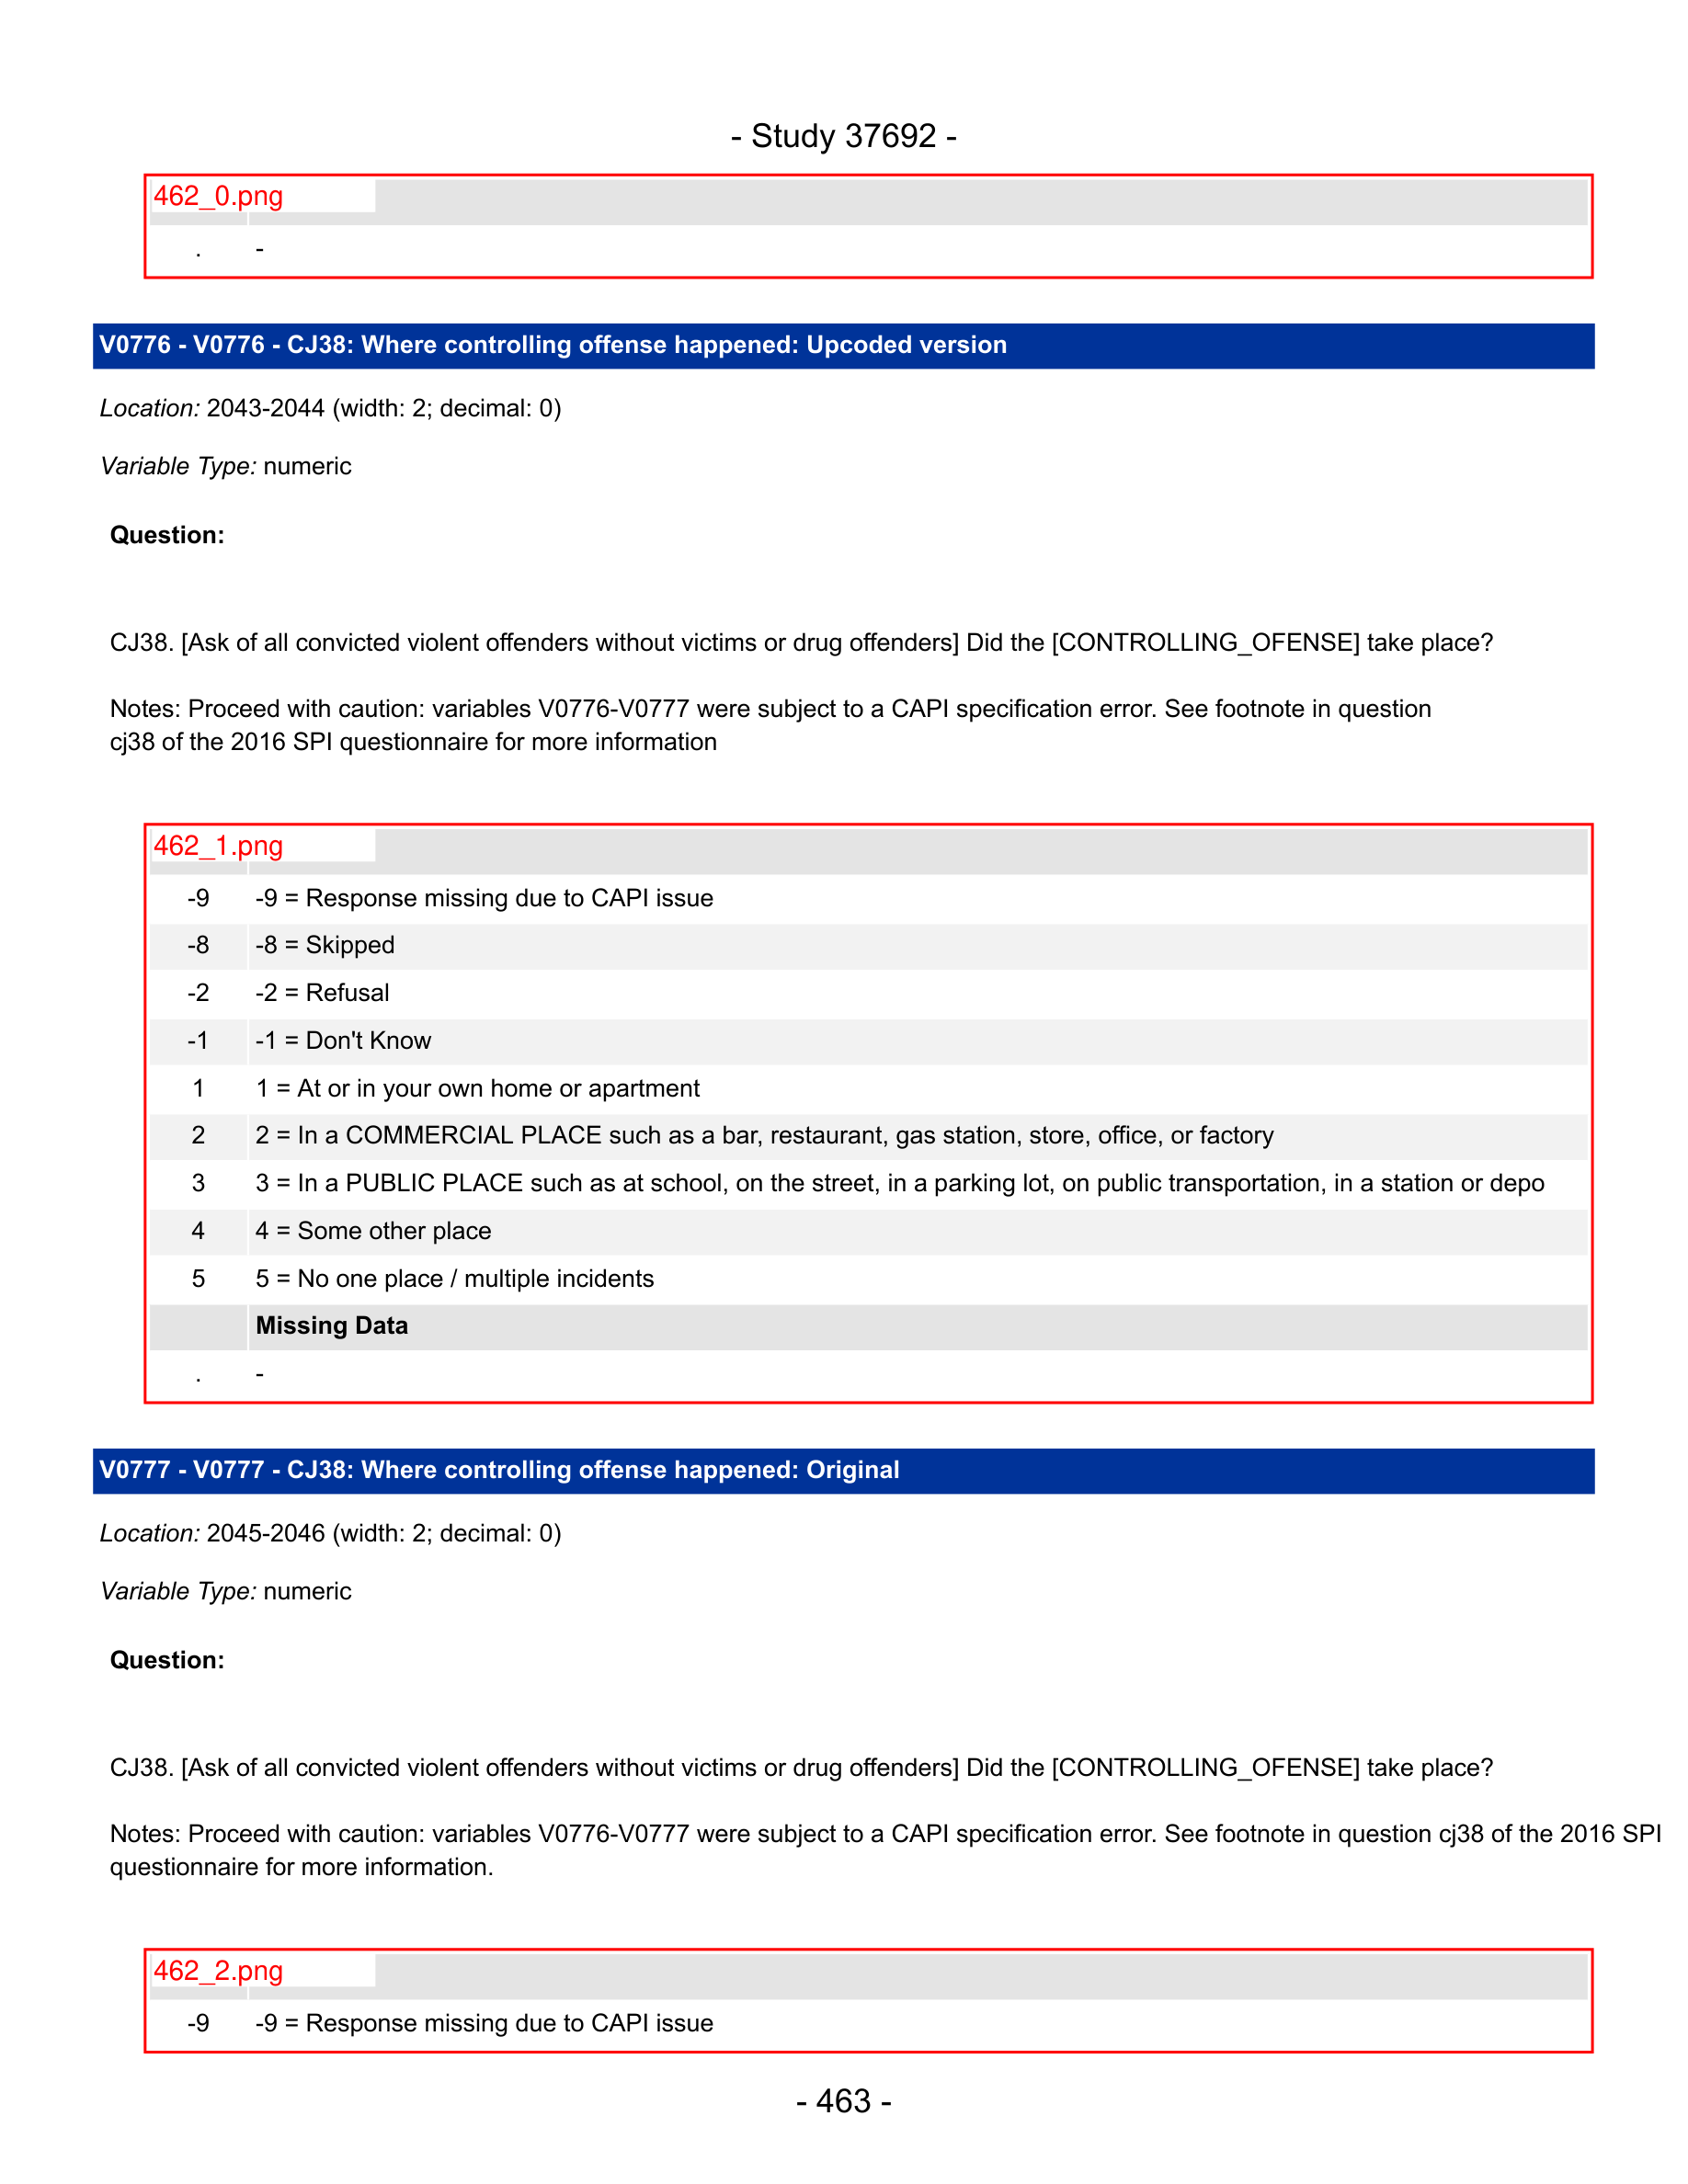 - Study 37692 -
462_0.png
. -
V0776 - V0776 - CJ38: Where controlling offense happened: Upcoded version
Location: 2043-2044 (width: 2; decimal: 0)
Variable Type: numeric
Question:
CJ38. [Ask of all convicted violent offenders without victims or drug offenders] Did the [CONTROLLING_OFENSE] take place?
Notes: Proceed with caution: variables V0776-V0777 were subject to a CAPI specification error. See footnote in question
cj38 of the 2016 SPI questionnaire for more information
462_1.png
-9 -9 = Response missing due to CAPI issue
-8 -8 = Skipped
-2 -2 = Refusal
-1 -1 = Don't Know
1 1 = At or in your own home or apartment
2 2 = In a COMMERCIAL PLACE such as a bar, restaurant, gas station, store, office, or factory
3 3 = In a PUBLIC PLACE such as at school, on the street, in a parking lot, on public transportation, in a station or depo
4 4 = Some other place
5 5 = No one place / multiple incidents
Missing Data
. -
V0777 - V0777 - CJ38: Where controlling offense happened: Original
Location: 2045-2046 (width: 2; decimal: 0)
Variable Type: numeric
Question:
CJ38. [Ask of all convicted violent offenders without victims or drug offenders] Did the [CONTROLLING_OFENSE] take place?
Notes: Proceed with caution: variables V0776-V0777 were subject to a CAPI specification error. See footnote in question cj38 of the 2016 SPI
questionnaire for more information.
462_2.png
-9 -9 = Response missing due to CAPI issue
- 463 -